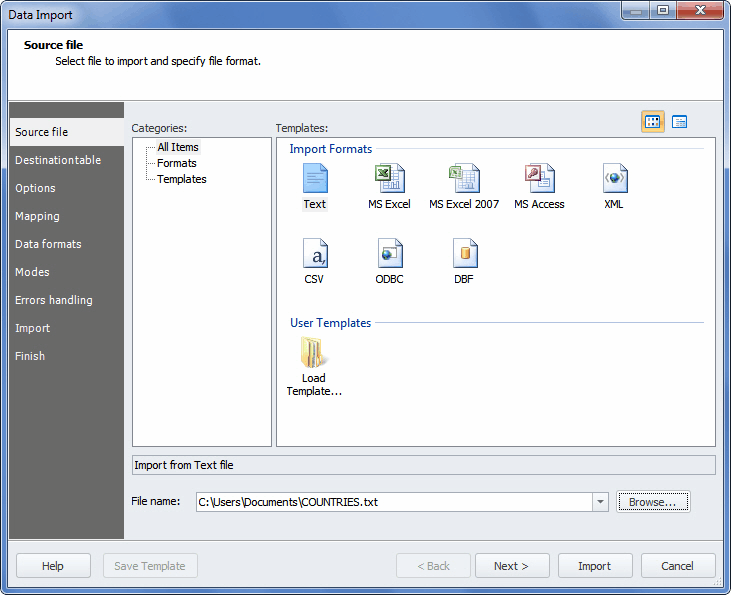 Data Import
Source file
Select file to import and specify file format.
Source file
Destinationtable
Options
Mapping
Data formats
Modes
Errors handling
Import
Finish
Categories:
All Items
Formats
Templates
Templates:
Import Formats
Text
MS Excel
MS Excel 2007
MS Access
XML
a,
CSV
ODBC
DBF
User Templates
Load
Template...
Import from Text file
File name:
C:\Users\Documents\COUNTRIES.txt
Browse...
Help
Save Template
< Back
Next >
Import
Cancel